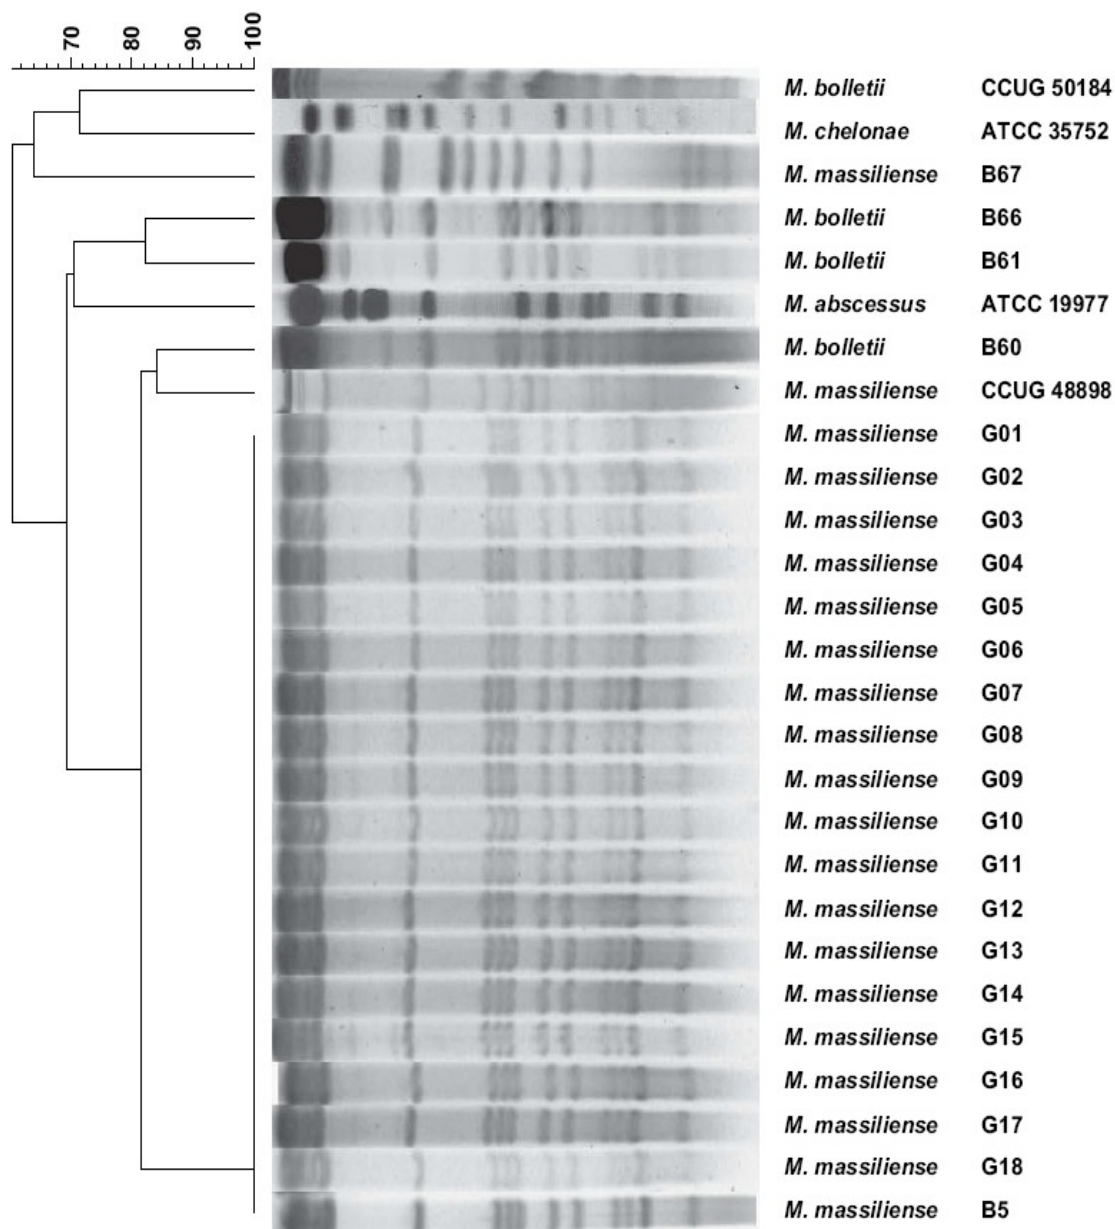 70 80 90 100
M. bolletii CCUG 50184
M. chelonae ATCC 35752
M. massiliense B67
M. bolletii B66
M. bolletii B61
M. abscessus ATCC 19977
M. bolletii B60
M. massiliense CCUG 48898
M. massiliense G01
M. massiliense G02
M. massiliense G03
M. massiliense G04
M. massiliense G05
M. massiliense G06
M. massiliense G07
M. massiliense G08
M. massiliense G09
M. massiliense G10
M. massiliense G11
M. massiliense G12
M. massiliense G13
M. massiliense G14
M. massiliense G15
M. massiliense G16
M. massiliense G17
M. massiliense G18
M. massiliense B5